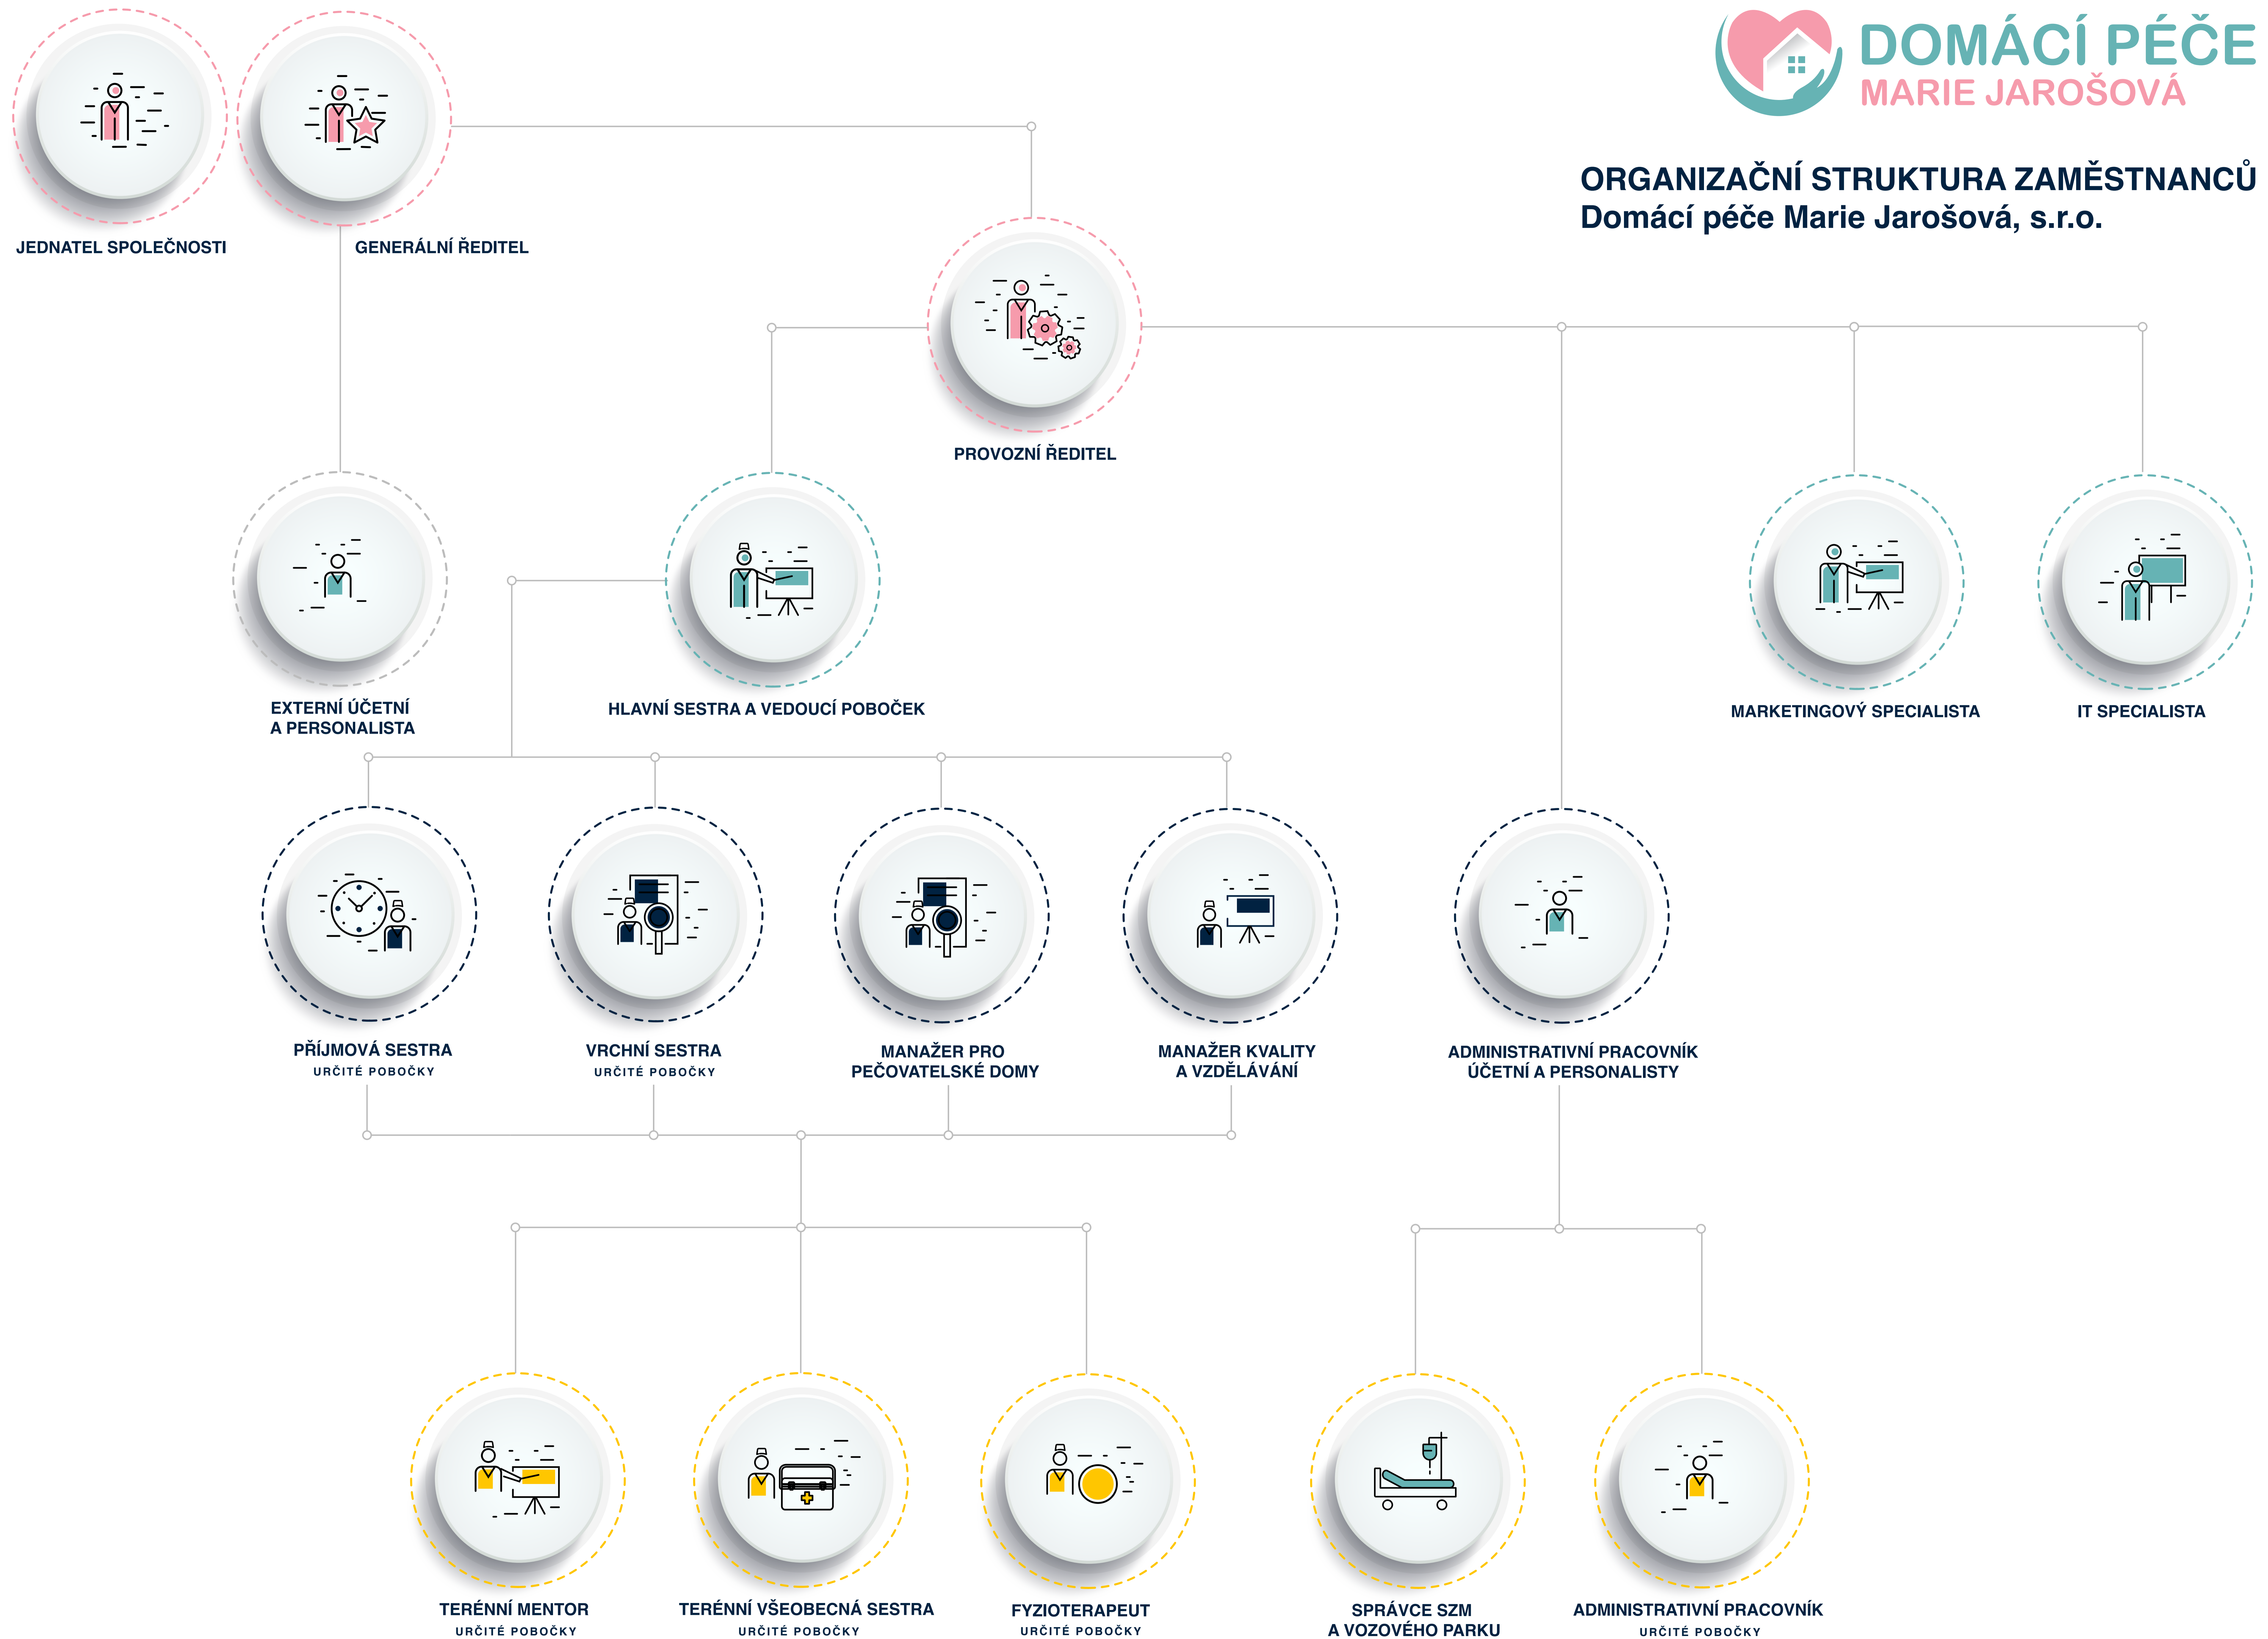 DOMÁCÍ PÉČE
MARIE JAROŠOVÁ
ORGANIZAČNÍ STRUKTURA ZAMĚSTNANCŮ
Domácí péče Marie Jarošová, s.r.o.
JEDNATEL SPOLEČNOSTI
GENERÁLNÍ ŘEDITEL
PROVOZNÍ ŘEDITEL
EXTERNÍ ÚČETNÍ
A PERSONALISTA
HLAVNÍ SESTRA A VEDOUCÍ POBOČEK
MARKETINGOVÝ SPECIALISTA
IT SPECIALISTA
PŘÍJMOVÁ SESTRA
URČITÉ POBOČKY
VRCHNÍ SESTRA
URČITÉ POBOČKY
MANAŽER PRO
PEČOVATELSKÉ DOMY
MANAŽER KVALITY
A VZDĚLÁVÁNÍ
ADMINISTRATIVNÍ PRACOVNÍK
ÚČETNÍ A PERSONALISTY
TERÉNNÍ MENTOR
URČITÉ POBOČKY
TERÉNNÍ VŠEOBECNÁ SESTRA
URČITÉ POBOČKY
FYZIOTERAPEUT
URČITÉ POBOČKY
SPRÁVCE SZM
A VOZOVÉHO PARKU
ADMINISTRATIVNÍ PRACOVNÍK
URČITÉ POBOČKY